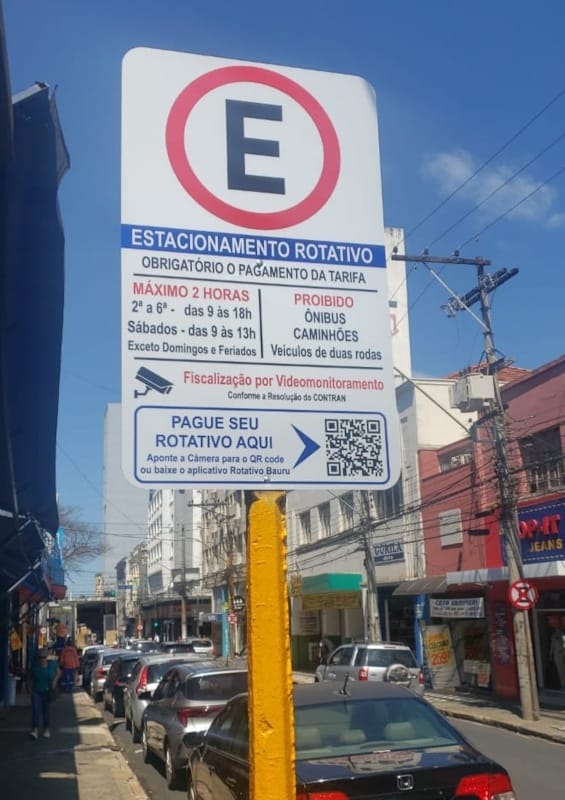 E
ESTACIONAMENTO ROTATIVO
OBRIGATÓRIO O PAGAMENTO DA TARIFA
MÁXIMO 2 HORAS
2ª a 6ª - das 9 às 18h
Sábados - das 9 às 13h
Exceto Domingos e Feriados
PROIBIDO
ÔNIBUS
CAMINHÕES
Veículos de duas rodas
Fiscalização por Videomonitoramento
Conforme a Resolução do CONTRAN
PAGUE SEU
ROTATIVO AQUI
Aponte a Câmera para o QR code
ou baixe o aplicativo Rotativo Bauru
JEANS